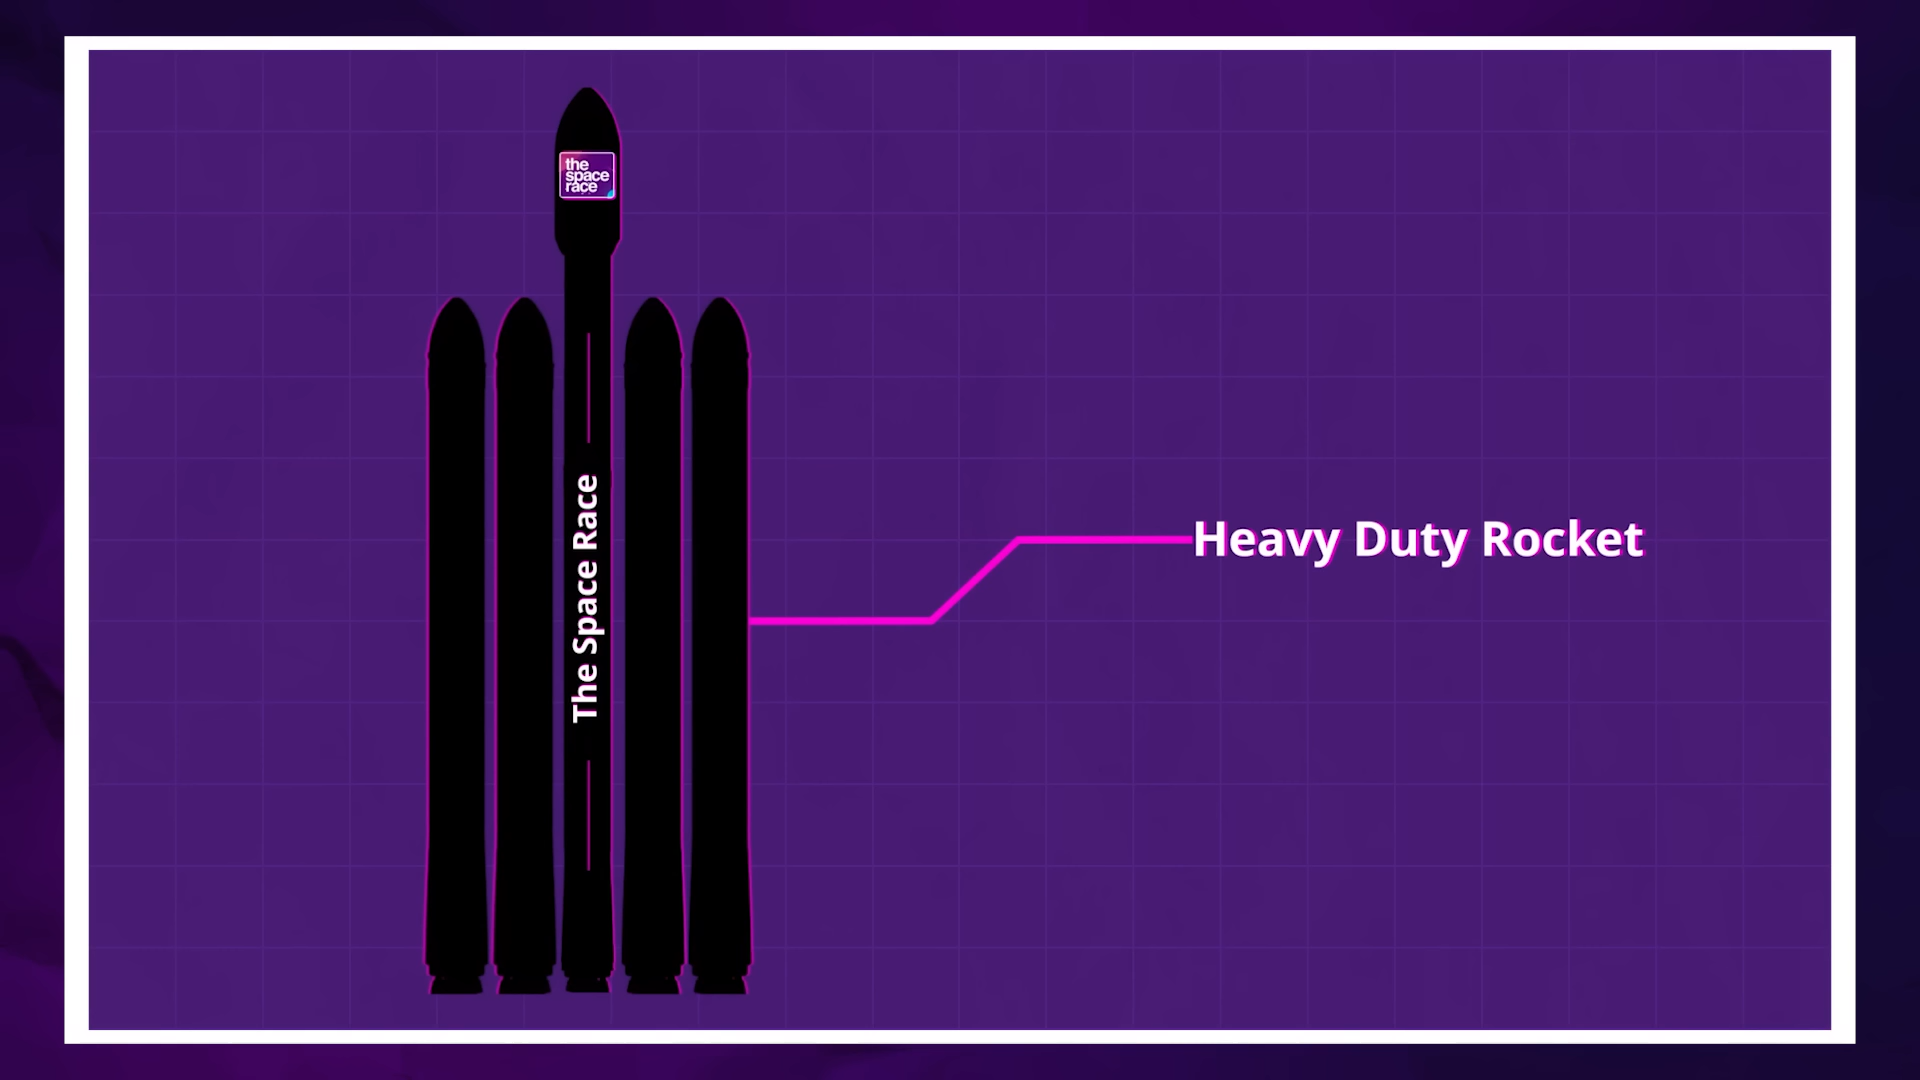 the
space
race
The Space Race
Heavy Duty Rocket